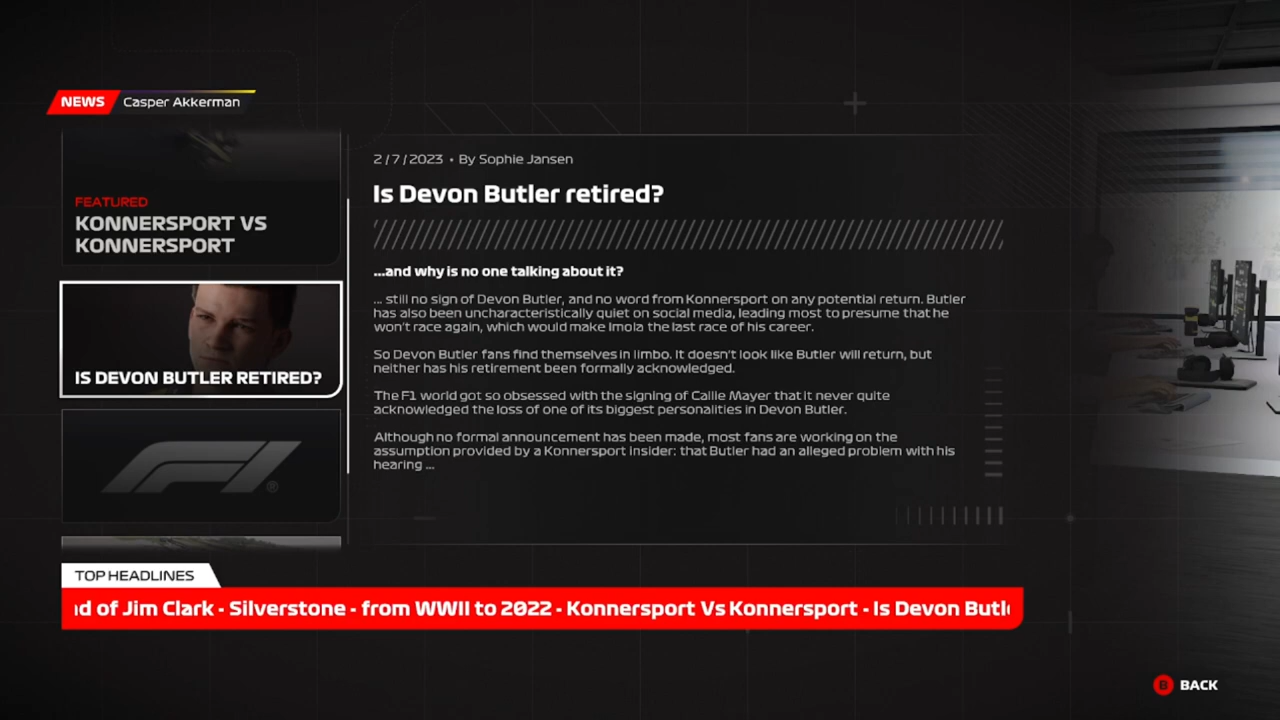 NEWS Casper Akkerman
FEATURED
KONNERSPORT VS
KONNERSPORT
IS DEVON BUTLER RETIRED?
F1®
2/7/2023 • By Sophie Jansen
Is Devon Butler retired?
...and why is no one talking about it?
... still no sign of Devon Butler, and no word from Konnersport on any potential return. Butler
has also been uncharacteristically quiet on social media, leading most to presume that he
won't race again, which would make Imola the last race of his career.
So Devon Butler fans find themselves in limbo. It doesn't look like Butler will return, but
neither has his retirement been formally acknowledged.
The F1 world got so obsessed with the signing of Callie Mayer that it never quite
acknowledged the loss of one of its biggest personalities in Devon Butler.
Although no formal announcement has been made, most fans are working on the
assumption provided by a Konnersport insider: that Butler had an alleged problem with his
hearing ...
TOP HEADLINES
nd of Jim Clark - Silverstone - from WWII to 2022 - Konnersport Vs Konnersport - Is Devon Butl
B BACK